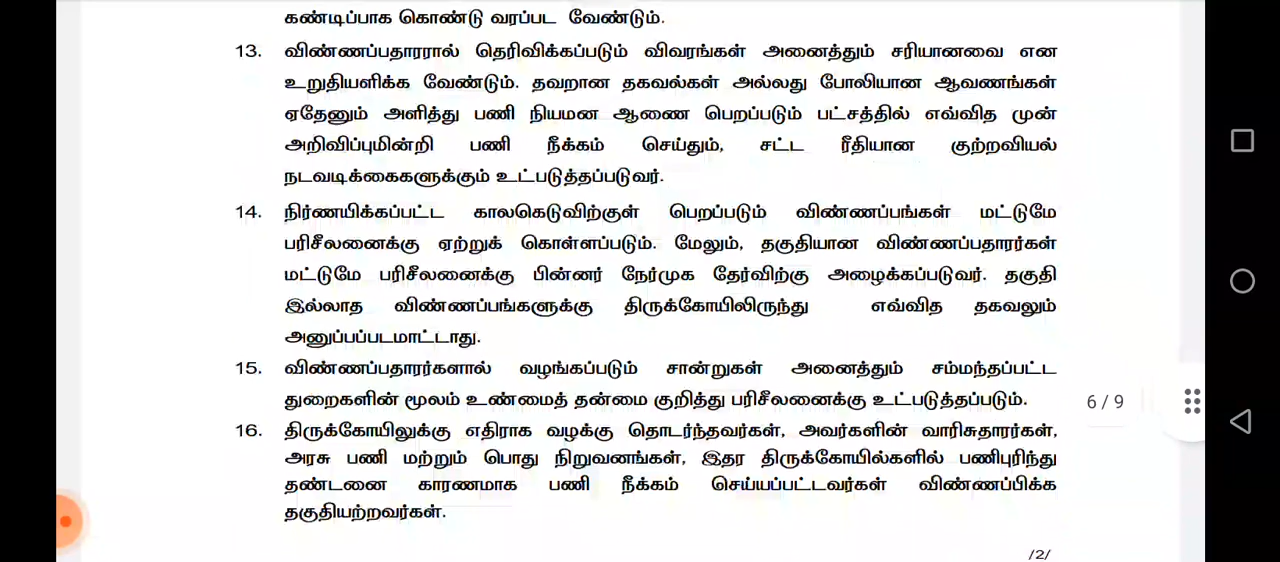 கண்டிப்பாக கொண்டு வரப்பட வேண்டும்.
13. விண்ணப்பதாரரால் தெரிவிக்கப்படும் விவரங்கள் அனைத்தும் சரியானவை என
உறுதியளிக்க வேண்டும். தவறான தகவல்கள் அல்லது போலியான ஆவணங்கள்
ஏதேனும் அளித்து பணி நியமன ஆணை பெறப்படும் பட்சத்தில் எவ்வித முன்
அறிவிப்புமின்றி பணி நீக்கம் செய்தும், சட்ட ரீதியான குற்றவியல்
நடவடிக்கைகளுக்கும் உட்படுத்தப்படுவர்.
14. நிர்ணயிக்கப்பட்ட காலகெடுவிற்குள் பெறப்படும் விண்ணப்பங்கள் மட்டுமே
பரிசீலனைக்கு ஏற்றுக் கொள்ளப்படும். மேலும், தகுதியான விண்ணப்பதாரர்கள்
மட்டுமே பரிசீலனைக்கு பின்னர் நேர்முக தேர்விற்கு அழைக்கப்படுவர். தகுதி
இல்லாத விண்ணப்பங்களுக்கு திருக்கோயிலிருந்து எவ்வித தகவலும்
அனுப்பப்படமாட்டாது.
15. விண்ணப்பதாரர்களால் வழங்கப்படும் சான்றுகள் அனைத்தும் சம்மந்தப்பட்ட
துறைகளின் மூலம் உண்மைத் தன்மை குறித்து பரிசீலனைக்கு உட்படுத்தப்படும்.
6 / 9
16. திருக்கோயிலுக்கு எதிராக வழக்கு தொடர்ந்தவர்கள், அவர்களின் வாரிசுதாரர்கள்,
அரசு பணி மற்றும் பொது நிறுவனங்கள், இதர திருக்கோயில்களில் பணிபுரிந்து
தண்டனை காரணமாக பணி நீக்கம் செய்யப்பட்டவர்கள் விண்ணப்பிக்க
தகுதியற்றவர்கள்.
/2/